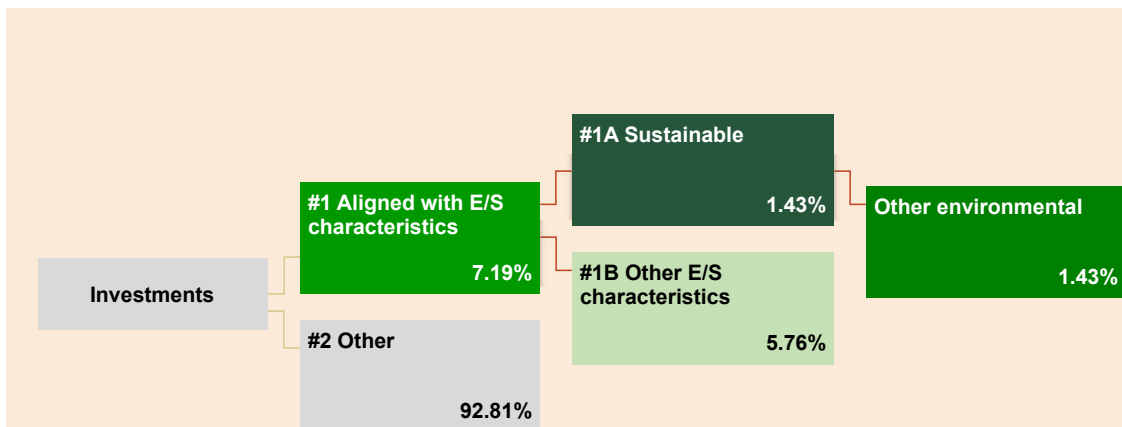 #1A Sustainable
1.43%
#1 Aligned with E/S
characteristics
7.19%
Other environmental
1.43%
#1B Other E/S
characteristics
5.76%
Investments
#2 Other
92.81%